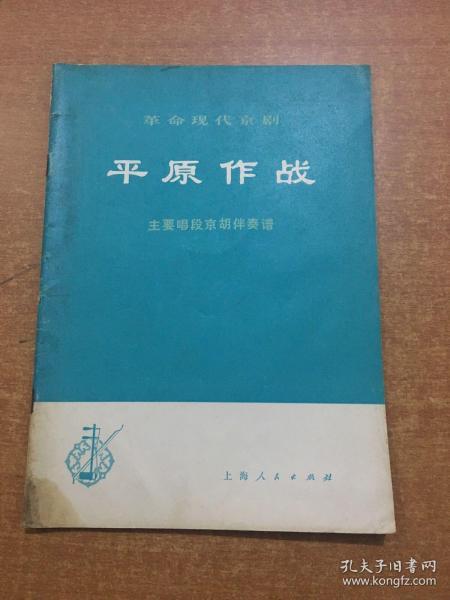 革命现代京剧
平原作战
主要唱段京胡伴奏谱
上海人民出版社
孔夫子旧书网
www.kongfz.com